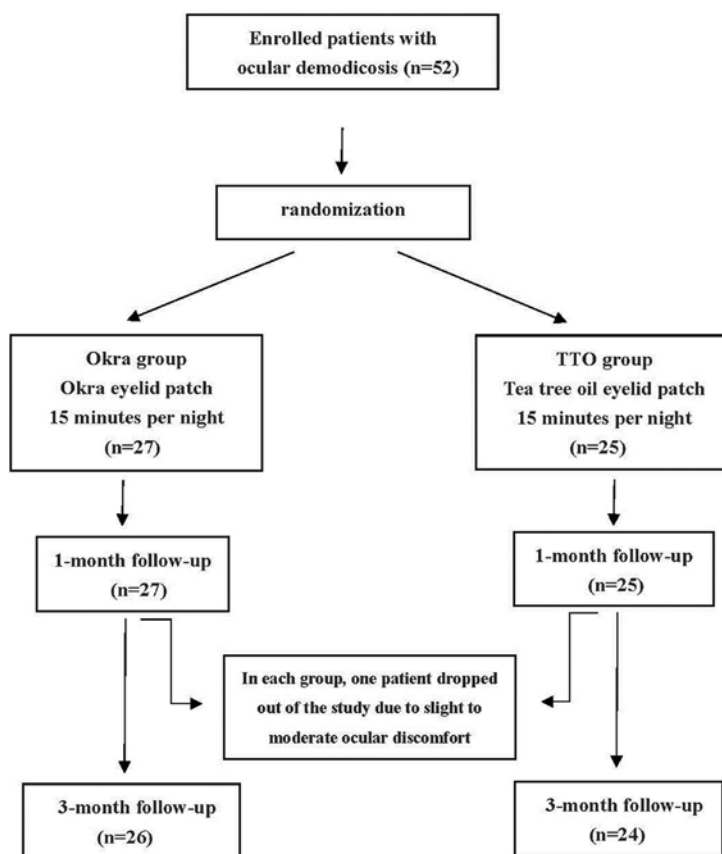 Enrolled patients with
ocular demodicosis (n=52)
randomization
Okra group
Okra eyelid patch
15 minutes per night
(n=27)
TTO group
Tea tree oil eyelid patch
15 minutes per night
(n=25)
1-month follow-up
(n=27)
1-month follow-up
(n=25)
In each group, one patient dropped
out of the study due to slight to
moderate ocular discomfort
3-month follow-up
(n=26)
3-month follow-up
(n=24)